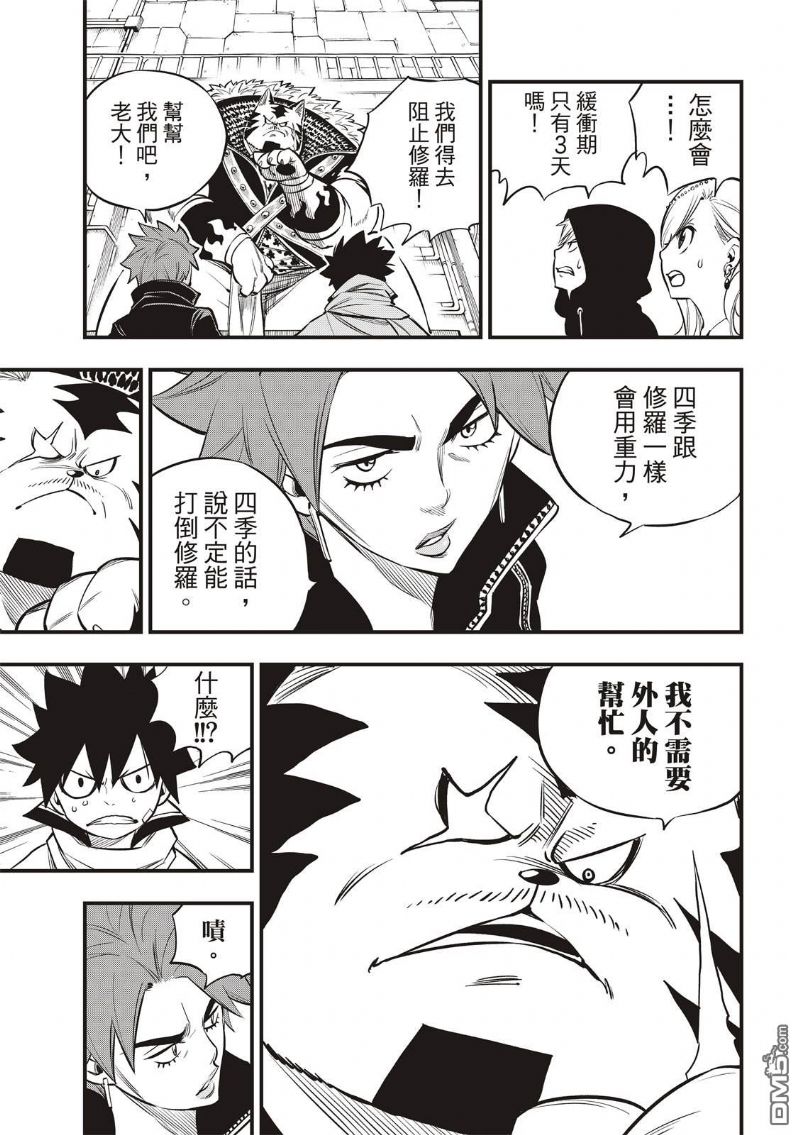 怎麼會
…！
緩衝期
只有3天
嗎！
我們得去
阻止修羅！
幫幫
我們吧，
老大！
四季跟
修羅一樣
會用重力，
四季的話，
說不定能
打倒修羅。
我不需要
外人的
幫忙。
什麼!!?
嘖。
DM5.com